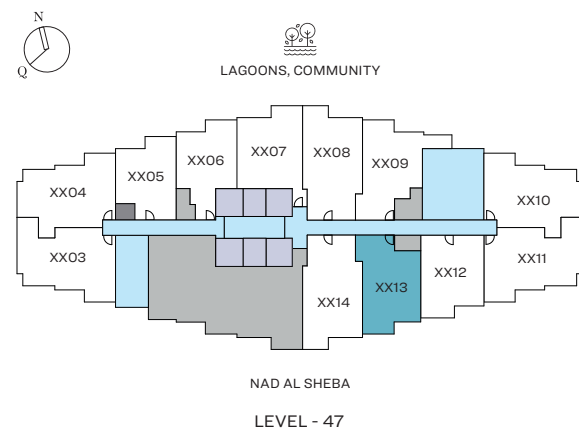 N
Q
LAGOONS, COMMUNITY
XX07
XX08
XX06
XX09
XX05
XX04
XX10
XX03
XX11
XX12
XX13
XX14
NAD AL SHEBA
LEVEL - 47